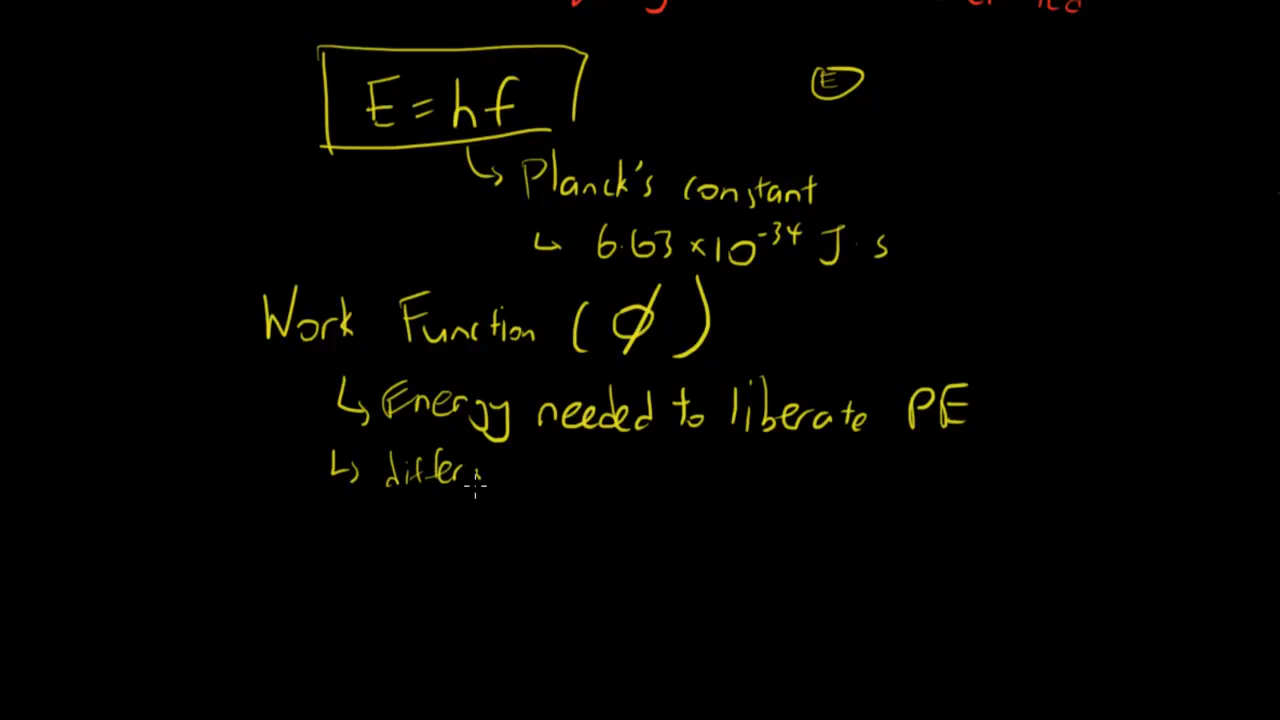 E
E = hf
↳ Planck's constant
↳ 6.63 × 10⁻³⁴ J·s
Work Function (ϕ)
↳ Energy needed to liberate PE
↳ differ